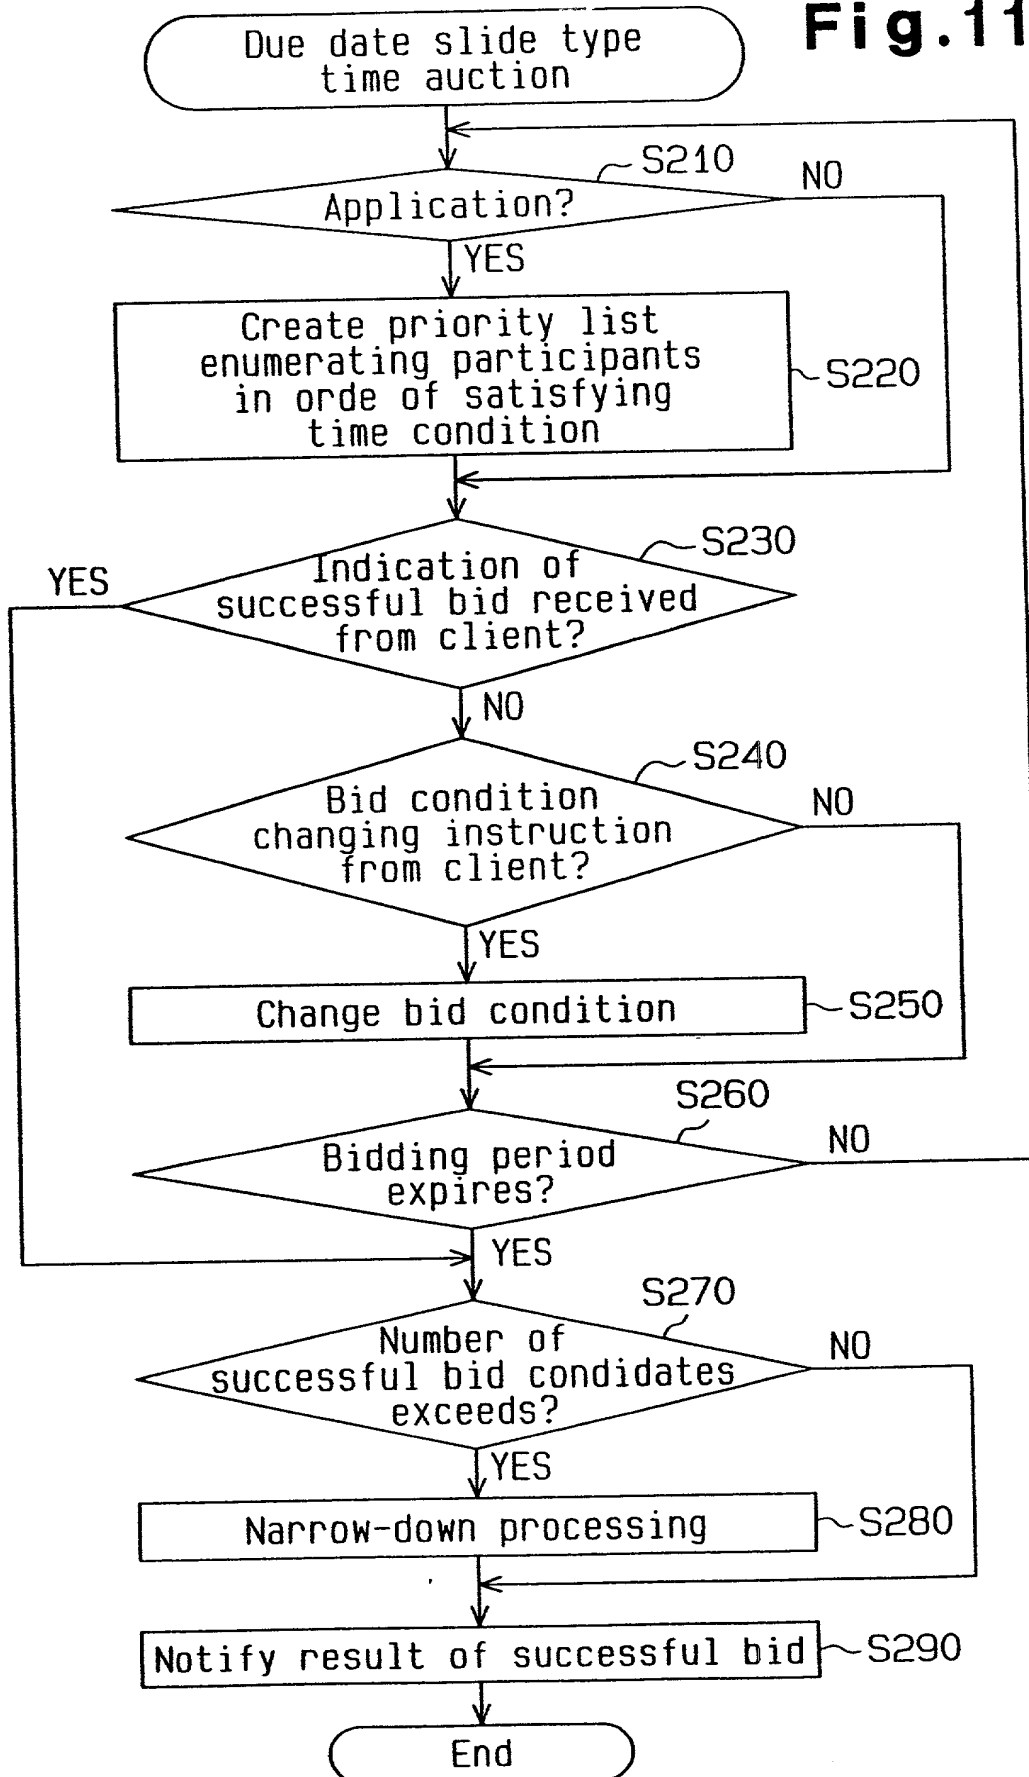 Fig.11
Due date slide type
time auction
S210
Application?
NO
YES
Create priority list
enumerating participants
in orde of satisfying
time condition
S220
S230
Indication of
successful bid received
from client?
YES
NO
S240
Bid condition
changing instruction
from client?
NO
YES
Change bid condition
S250
S260
Bidding period
expires?
NO
YES
S270
Number of
successful bid candidates
exceeds?
NO
YES
Narrow-down processing
S280
Notify result of successful bid
S290
End